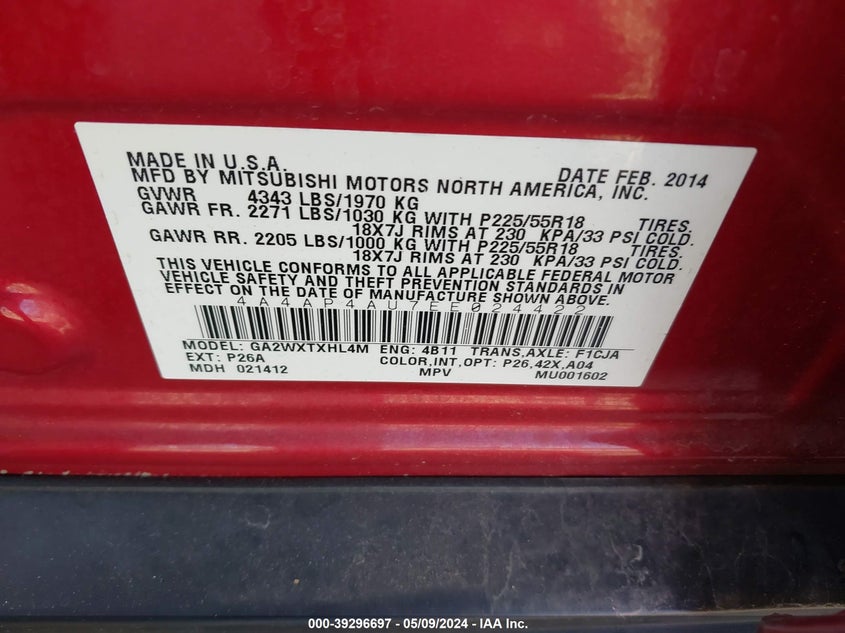 MADE IN U.S.A. DATE FEB. 2014
MFD BY MITSUBISHI MOTORS NORTH AMERICA, INC.
GVWR 4343 LBS/1970 KG
GAWR FR. 2271 LBS/1030 KG WITH P225/55R18 TIRES.
18X7J RIMS AT 230 KPA/33 PSI COLD.
GAWR RR. 2205 LBS/1000 KG WITH P225/55R18 TIRES.
18X7J RIMS AT 230 KPA/33 PSI COLD.
THIS VEHICLE CONFORMS TO ALL APPLICABLE FEDERAL MOTOR
VEHICLE SAFETY AND THEFT PREVENTION STANDARDS IN
EFFECT ON THE DATE OF MANUFACTURE SHOWN ABOVE.
4A4AP4AU7EE024422
MODEL: GA2WXTXHL4M ENG: 4B11 TRANS,AXLE: F1CJA
EXT: P26A COLOR,INT,OPT: P26,42X,A04
MDH 021412 MPV MU001602
000-39296697 - 05/09/2024 - © IAA, Inc.